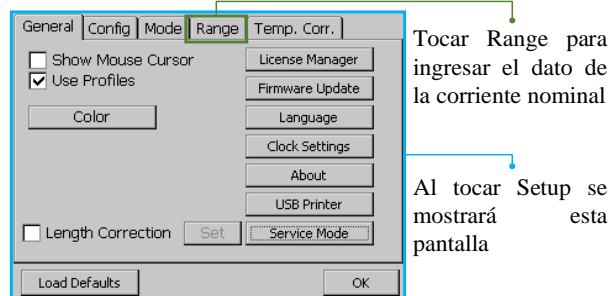 General Config Mode Range Temp. Corr.
Show Mouse Cursor License Manager
Use Profiles Firmware Update
Color Language
Clock Settings
About
USB Printer
Length Correction Set Service Mode
Load Defaults OK
Tocar Range para
ingresar el dato de
la corriente nominal
Al tocar Setup se
mostrará esta
pantalla